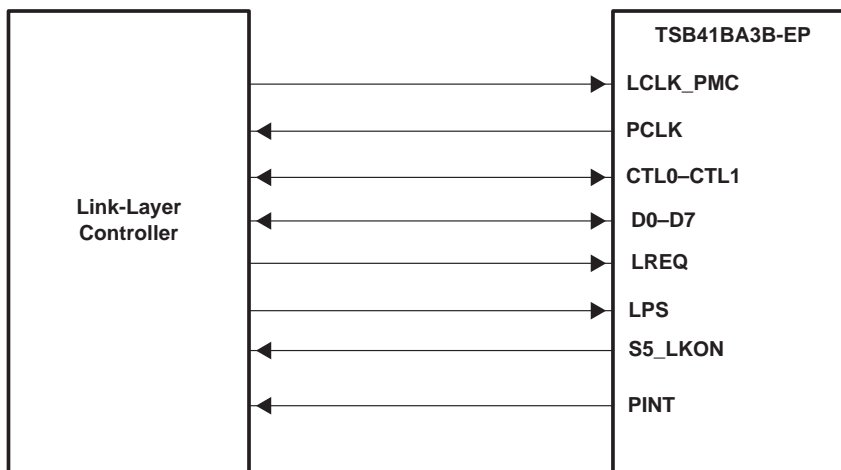 TSB41BA3B-EP
LCLK_PMC
PCLK
CTL0–CTL1
Link-Layer
Controller
D0–D7
LREQ
LPS
S5_LKON
PINT